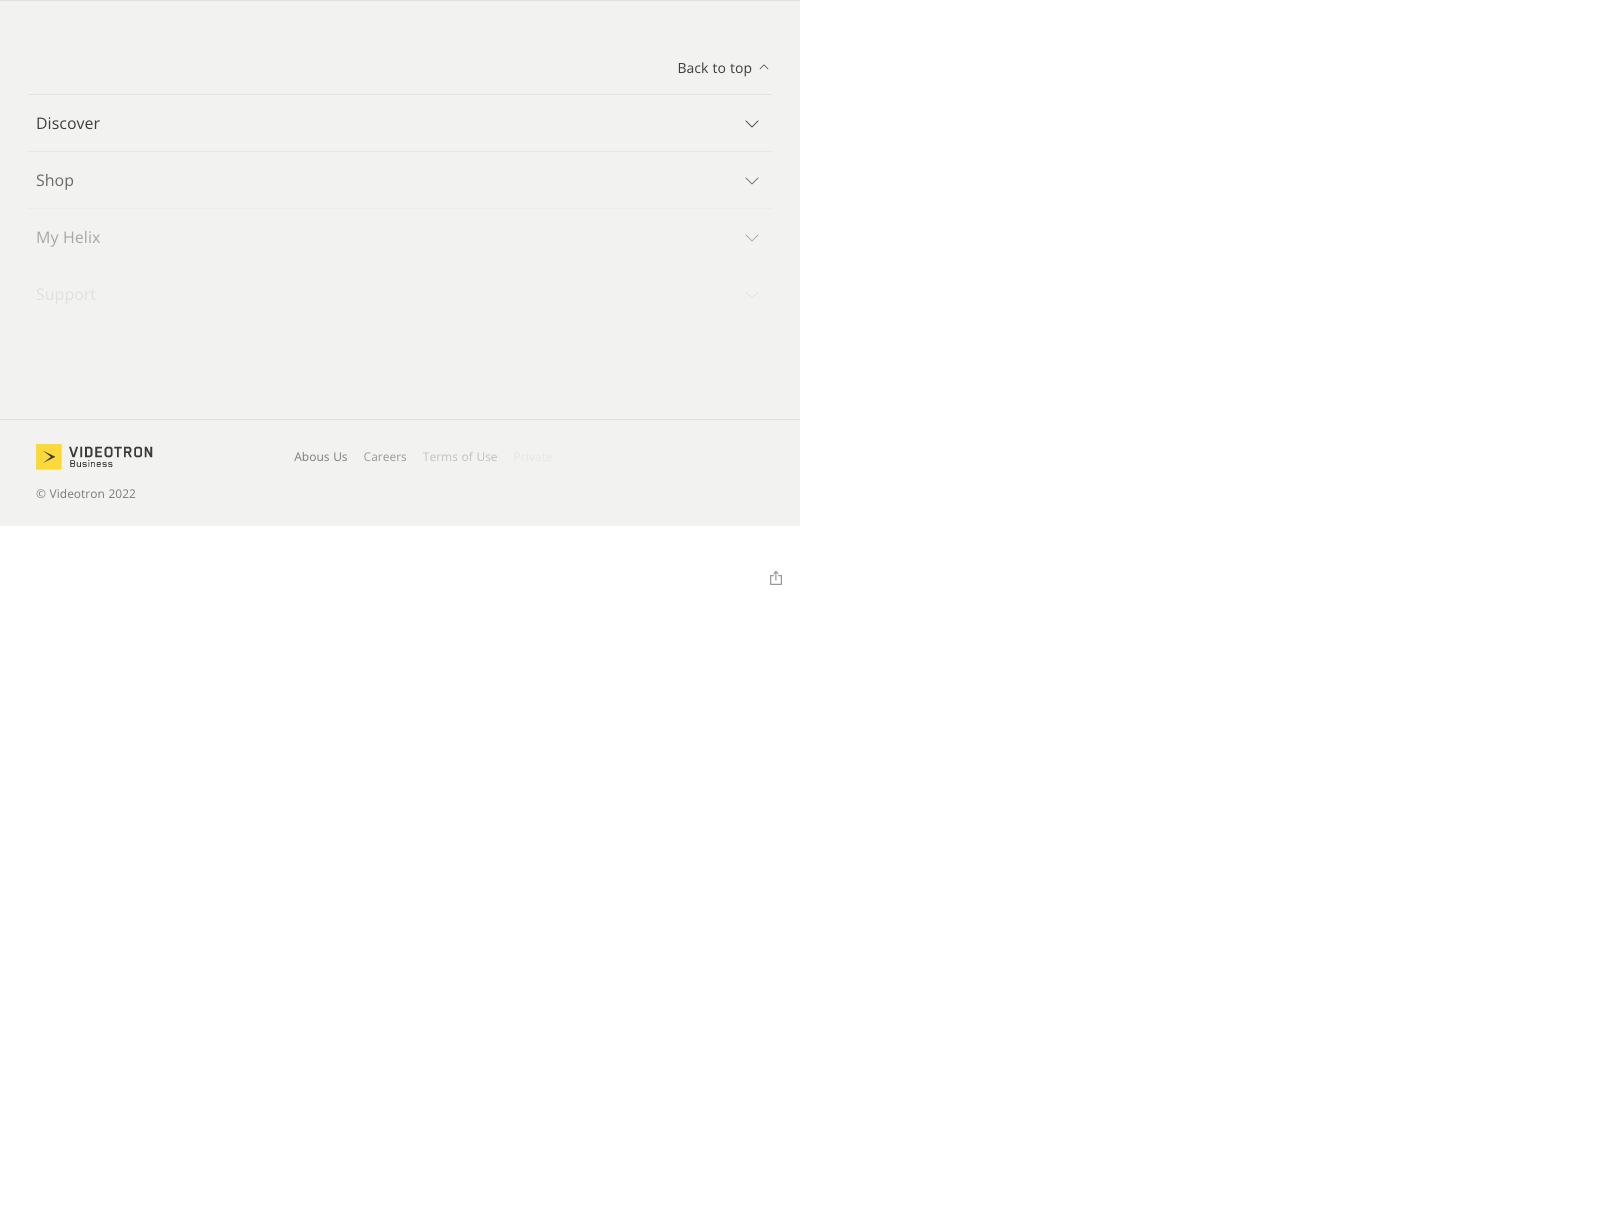 Back to top
Discover
Shop
My Helix
Support
VIDEOTRON
Business
Abous Us Careers Terms of Use Private
© Videotron 2022